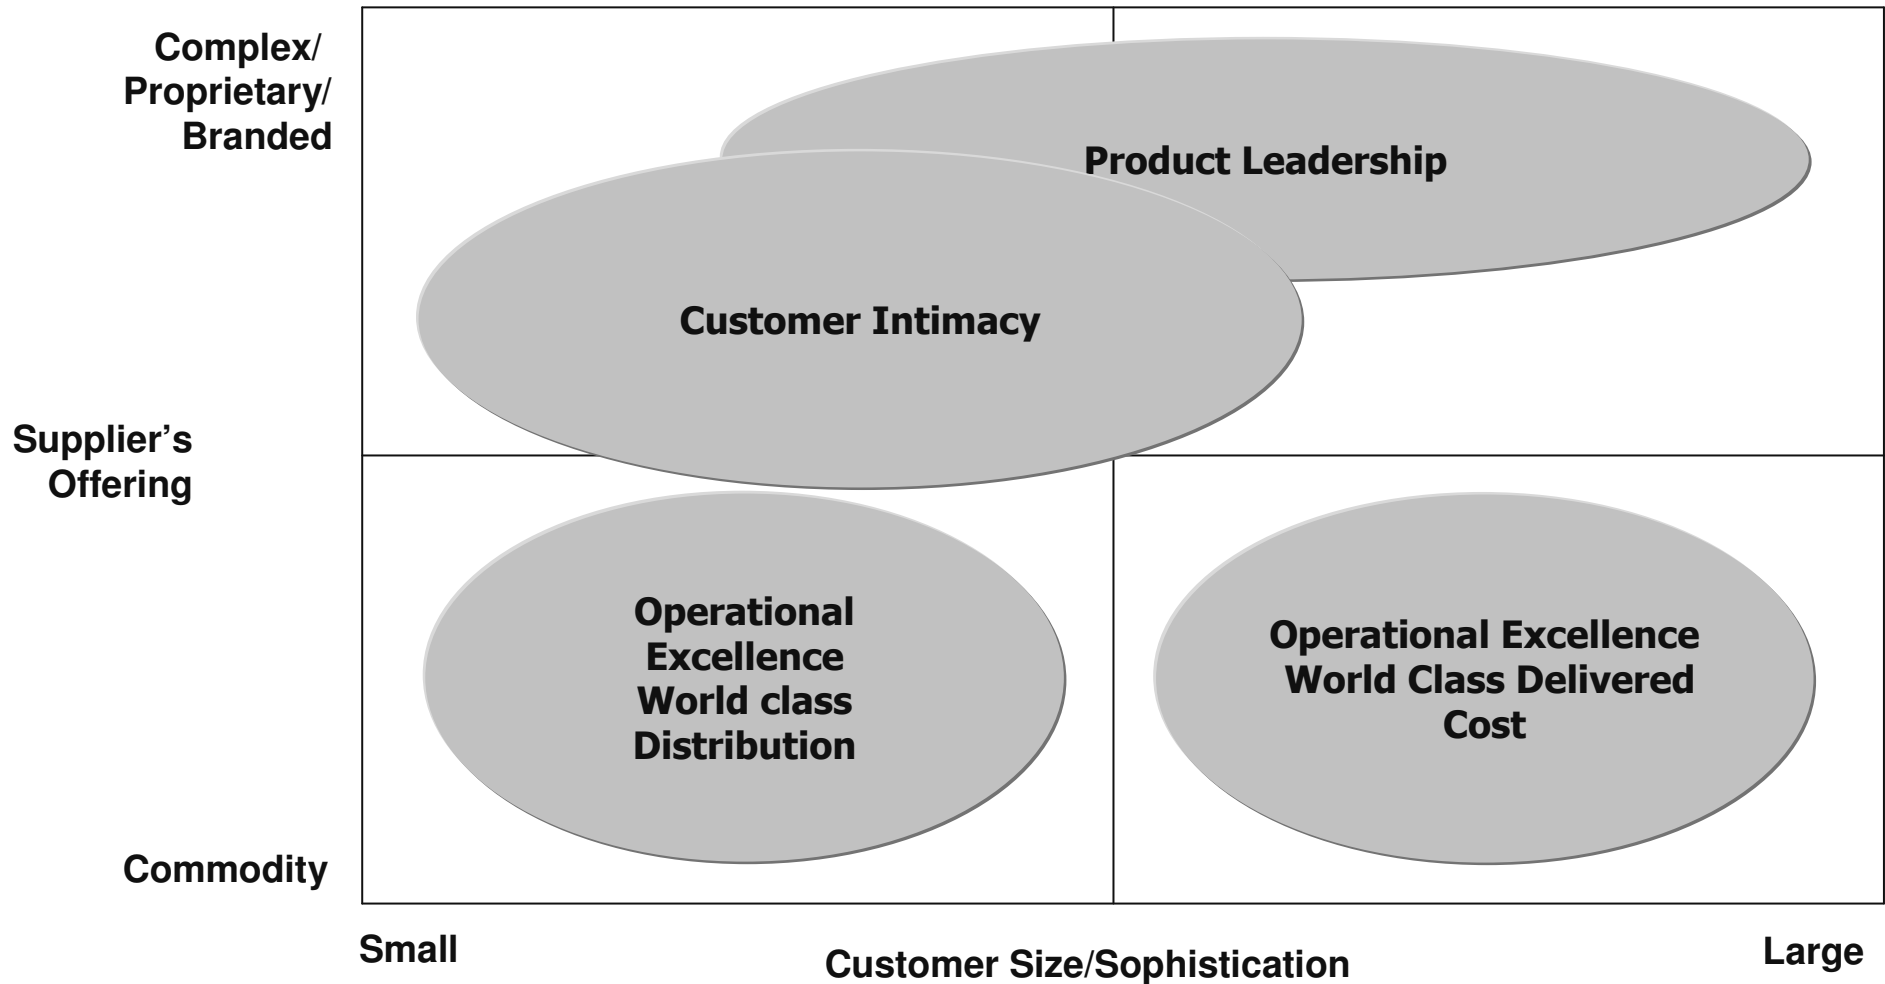 Complex/
Proprietary/
Branded
Product Leadership
Customer Intimacy
Supplier’s
Offering
Operational
Excellence
World class
Distribution
Operational Excellence
World Class Delivered
Cost
Commodity
Small
Customer Size/Sophistication
Large